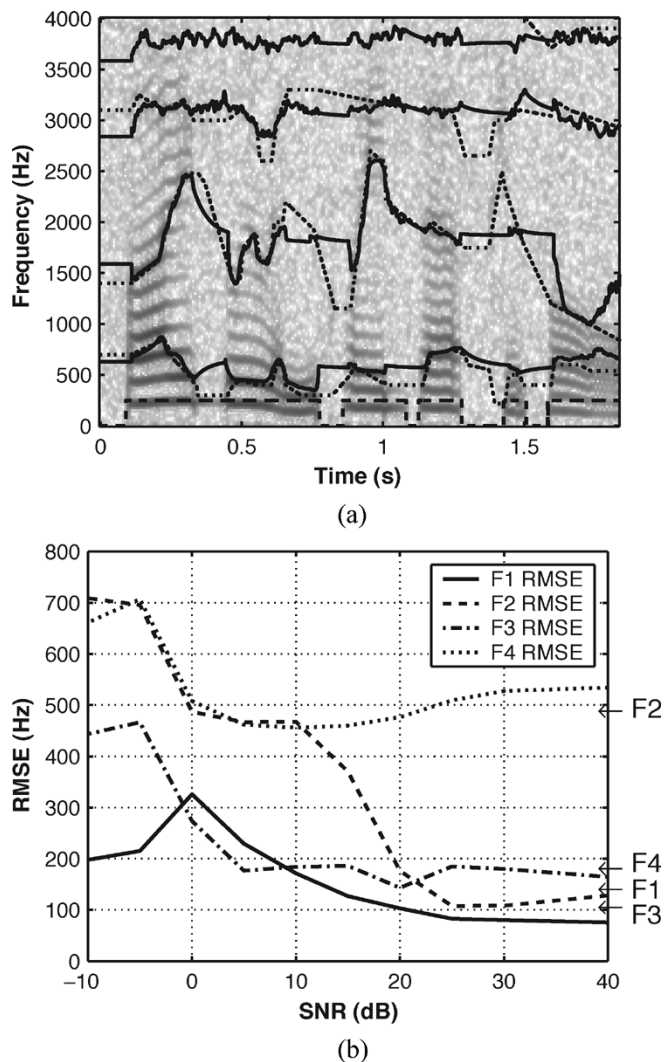 4000
3500
3000
2500
2000
1500
1000
500
0
Frequency (Hz)
0 0.5 1 1.5
Time (s)
(a)
800
700
600
500
400
300
200
100
0
RMSE (Hz)
F1 RMSE
F2 RMSE
F3 RMSE
F4 RMSE
F2
F4
F1
F3
−10 0 10 20 30 40
SNR (dB)
(b)